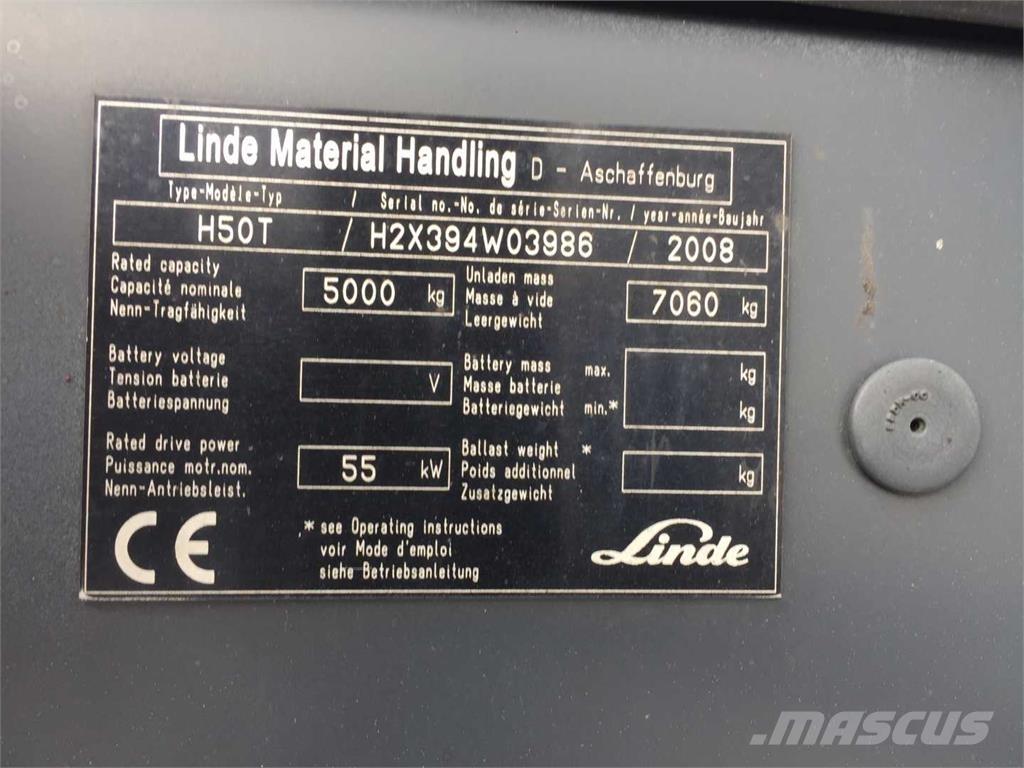 Linde Material Handling D - Aschaffenburg
Type-Modèle-Typ / Serial no.-No. de série-Serien-Nr. / year-année-Baujahr
H50T / H2X394W03986 / 2008
Rated capacity
Capacité nominale
Nenn-Tragfähigkeit
5000 kg
Unladen mass
Masse à vide
Leergewicht
7060 kg
Battery voltage
Tension batterie
Batteriespannung
V
Battery mass max. kg
Masse batterie
Batteriegewicht min.* kg
Rated drive power
Puissance motr.nom.
Nenn-Antriebsleist.
55 kW
Ballast weight *
Poids additionnel
Zusatzgewicht
kg
CE
* see Operating instructions
voir Mode d'emploi
siehe Betriebsanleitung
Linde
MASCUS